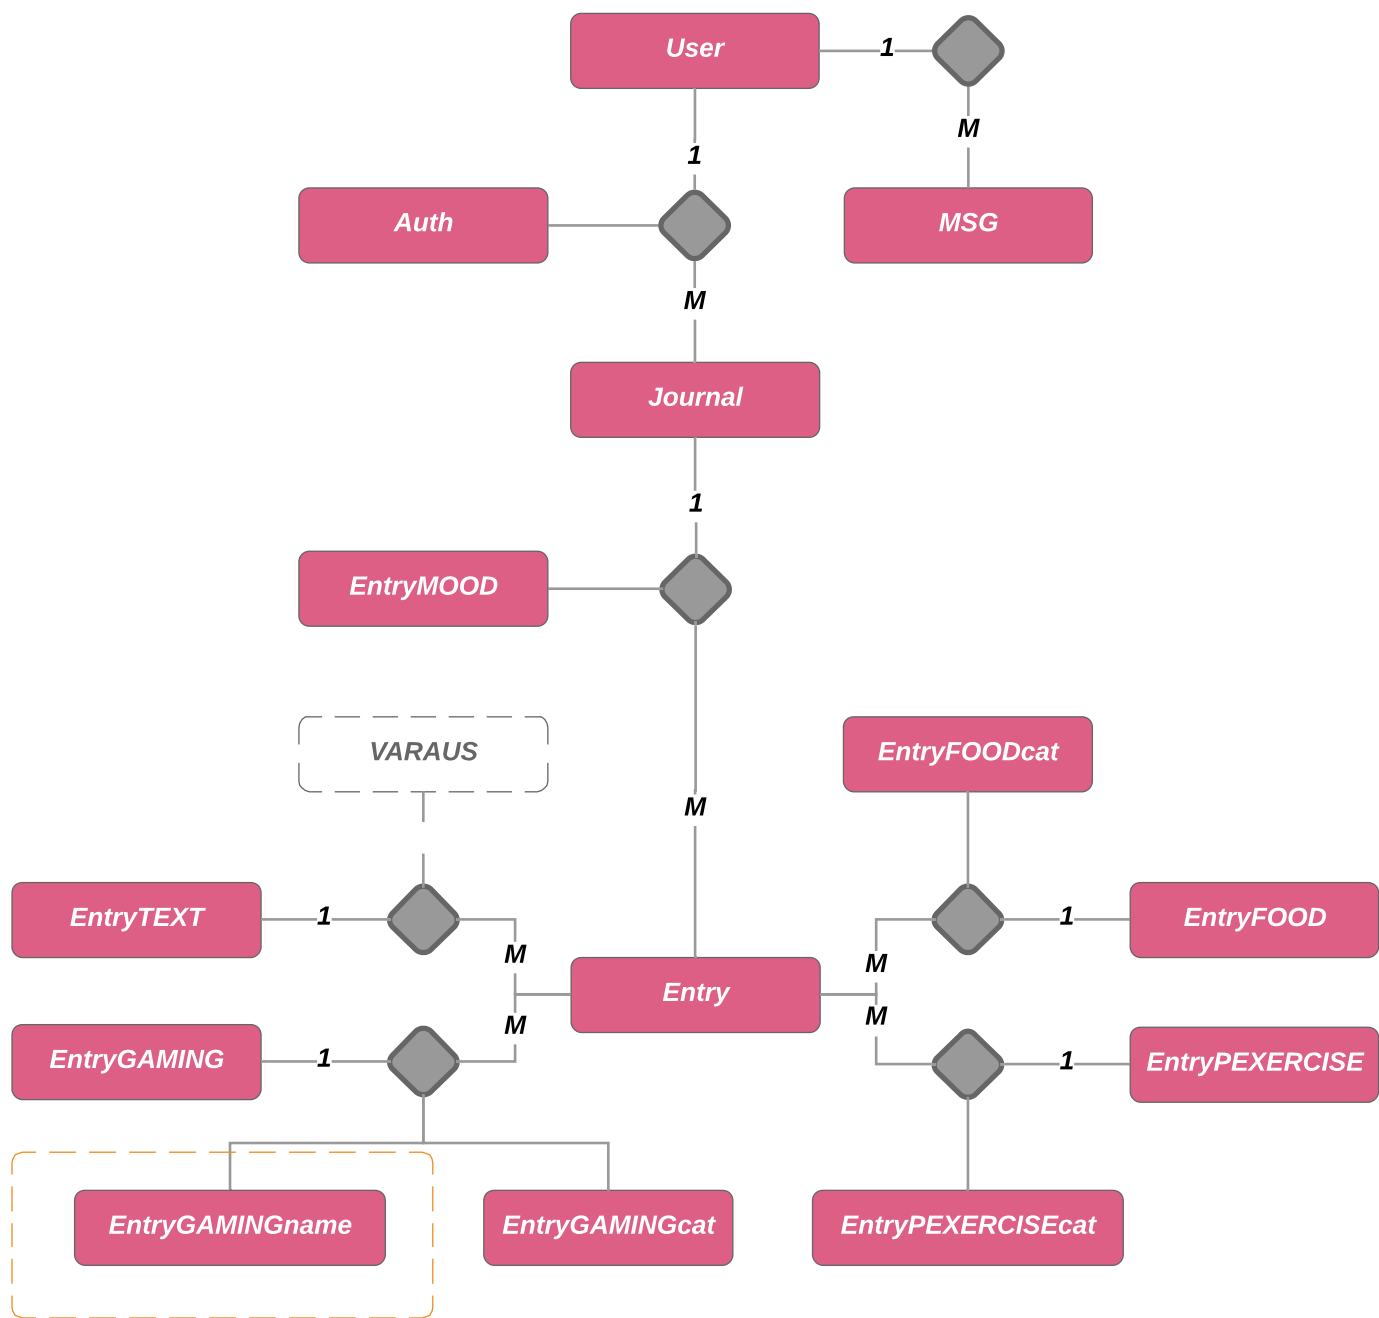 User
1
M
1
Auth
MSG
M
Journal
1
EntryMOOD
VARAUS
EntryFOODcat
M
EntryTEXT
1
1
EntryFOOD
M
M
Entry
M
M
EntryGAMING
1
1
EntryPEXERCISE
EntryGAMINGname
EntryGAMINGcat
EntryPEXERCISEcat